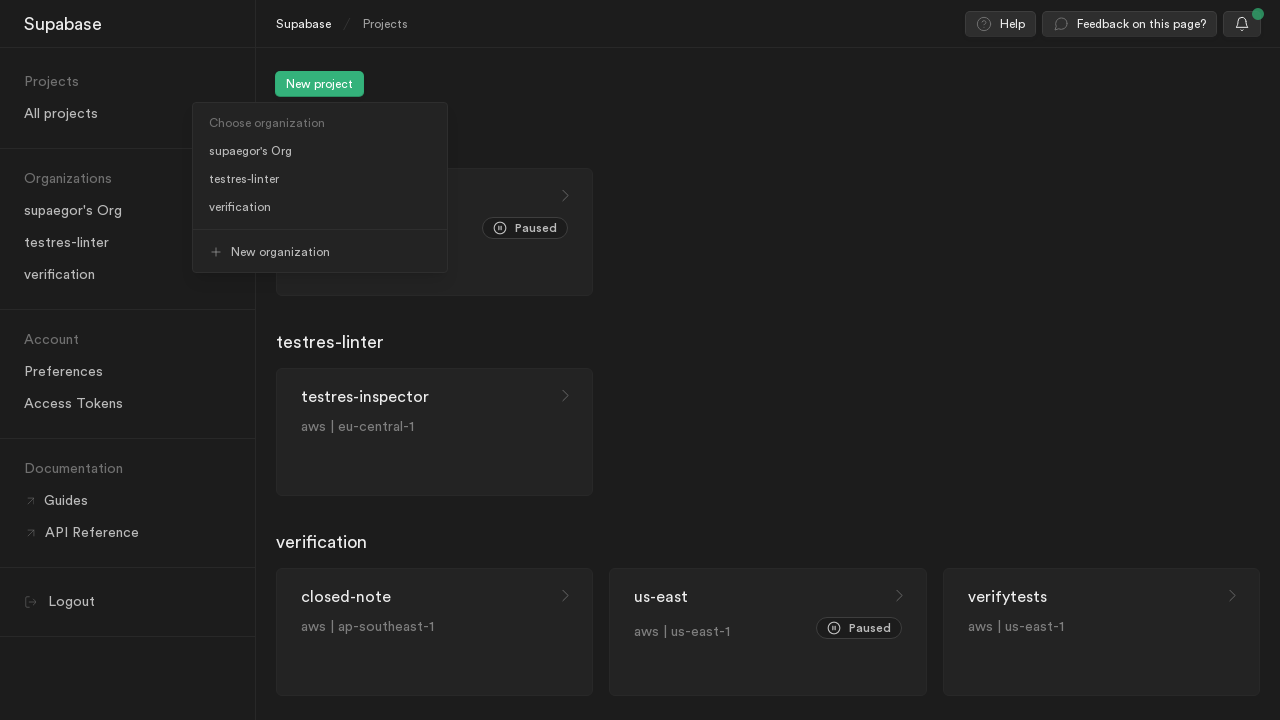 Supabase
Supabase / Projects
Help
Feedback on this page?
Projects
All projects
Organizations
supaegor's Org
testres-linter
verification
Account
Preferences
Access Tokens
Documentation
Guides
API Reference
Logout
New project
Choose organization
supaegor's Org
testres-linter
verification
New organization
Paused
testres-linter
testres-inspector
aws | eu-central-1
verification
closed-note
aws | ap-southeast-1
us-east
aws | us-east-1
Paused
verifytests
aws | us-east-1